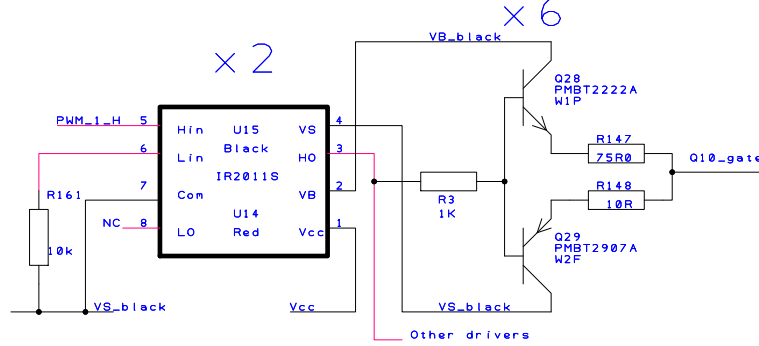 × 6
× 2
VB_black
Q28
PMBT2222A
W1P
PWM_1_H
5
Hin
U15
VS
4
6
Lin
Black
HO
3
IR2011S
7
Com
VB
2
NC
8
LO
U14
Red
Vcc
1
R161
10k
R147
75R0
Q10_gate
R148
10R
R3
1K
Q29
PMBT2907A
W2F
VS_black
Vcc
VS_black
Other drivers